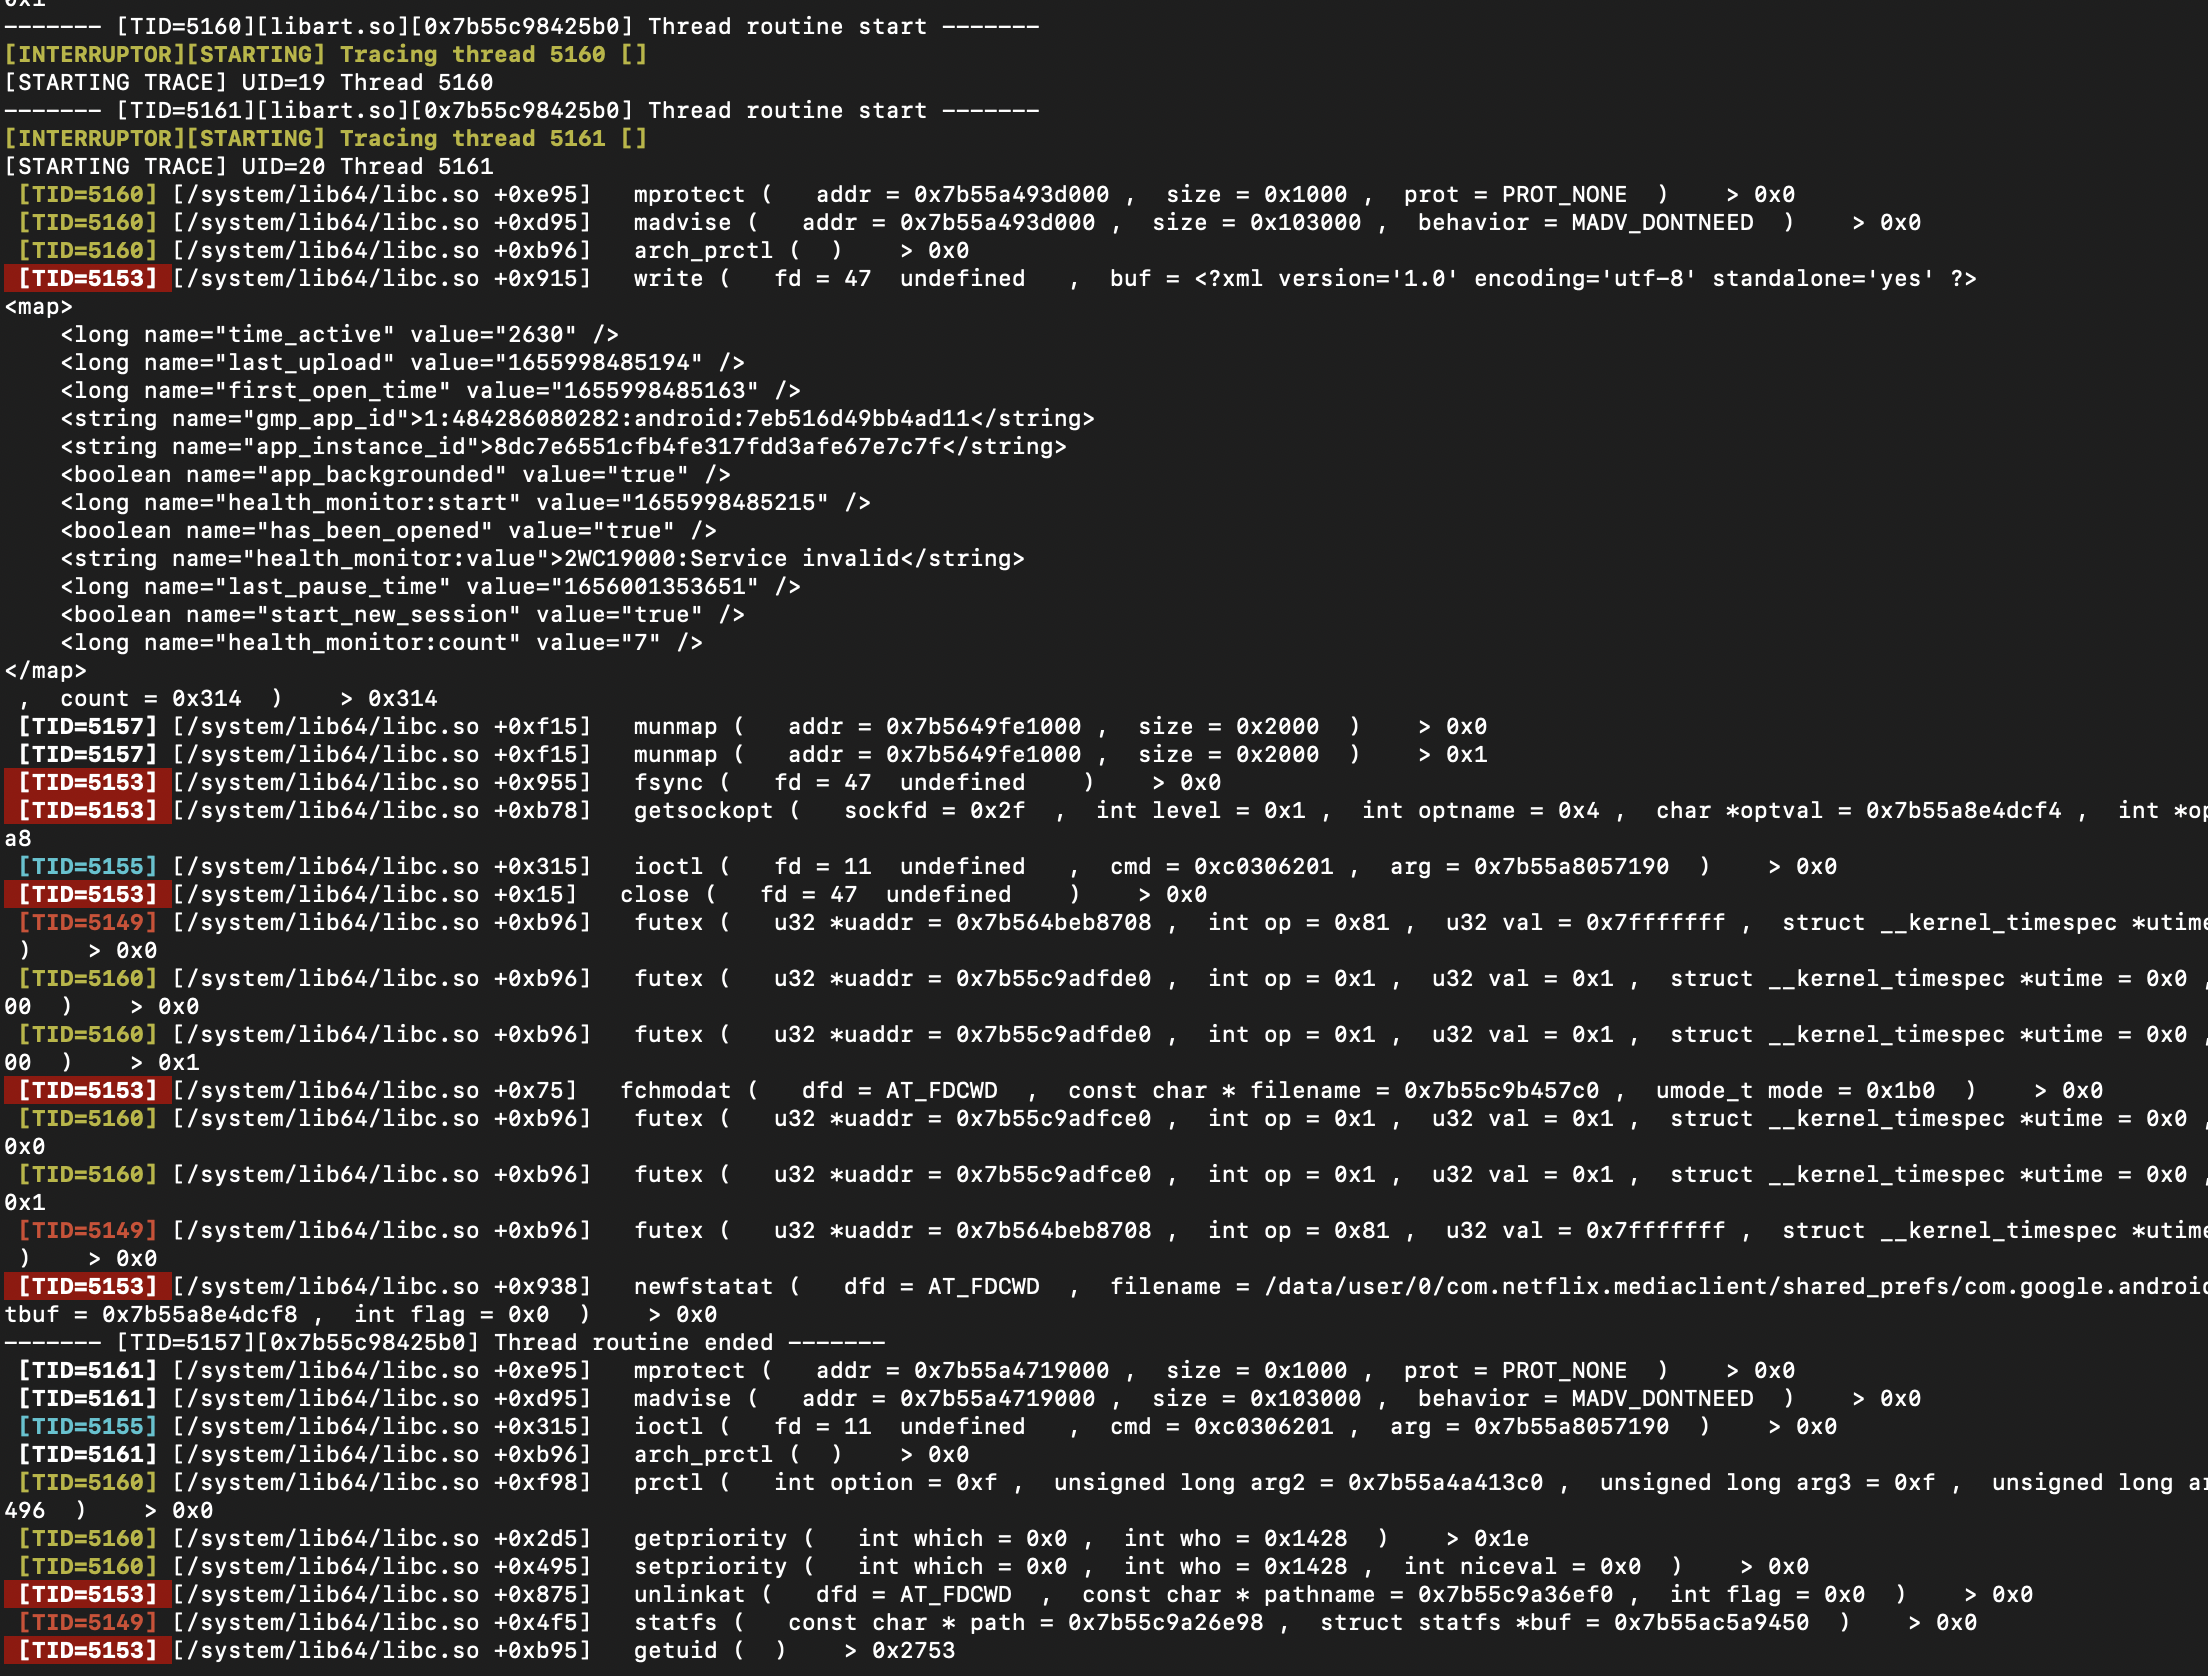 0x1
------- [TID=5160][libart.so][0x7b55c98425b0] Thread routine start -------
[INTERRUPTOR][STARTING] Tracing thread 5160 []
[STARTING TRACE] UID=19 Thread 5160
------- [TID=5161][libart.so][0x7b55c98425b0] Thread routine start -------
[INTERRUPTOR][STARTING] Tracing thread 5161 []
[STARTING TRACE] UID=20 Thread 5161
[TID=5160] [/system/lib64/libc.so +0xe95]   mprotect (   addr = 0x7b55a493d000 ,  size = 0x1000 ,  prot = PROT_NONE  )    > 0x0
[TID=5160] [/system/lib64/libc.so +0xd95]   madvise (   addr = 0x7b55a493d000 ,  size = 0x103000 ,  behavior = MADV_DONTNEED  )    > 0x0
[TID=5160] [/system/lib64/libc.so +0xb96]   arch_prctl (  )    > 0x0
[TID=5153] [/system/lib64/libc.so +0x915]   write (   fd = 47  undefined   ,  buf = <?xml version='1.0' encoding='utf-8' standalone='yes' ?>
<map>
    <long name="time_active" value="2630" />
    <long name="last_upload" value="1655998485194" />
    <long name="first_open_time" value="1655998485163" />
    <string name="gmp_app_id">1:484286080282:android:7eb516d49bb4ad11</string>
    <string name="app_instance_id">8dc7e6551cfb4fe317fdd3afe67e7c7f</string>
    <boolean name="app_backgrounded" value="true" />
    <long name="health_monitor:start" value="1655998485215" />
    <boolean name="has_been_opened" value="true" />
    <string name="health_monitor:value">2WC19000:Service invalid</string>
    <long name="last_pause_time" value="1656001353651" />
    <boolean name="start_new_session" value="true" />
    <long name="health_monitor:count" value="7" />
</map>
 ,  count = 0x314  )    > 0x314
[TID=5157] [/system/lib64/libc.so +0xf15]   munmap (   addr = 0x7b5649fe1000 ,  size = 0x2000  )    > 0x0
[TID=5157] [/system/lib64/libc.so +0xf15]   munmap (   addr = 0x7b5649fe1000 ,  size = 0x2000  )    > 0x1
[TID=5153] [/system/lib64/libc.so +0x955]   fsync (   fd = 47  undefined    )    > 0x0
[TID=5153] [/system/lib64/libc.so +0xb78]   getsockopt (   sockfd = 0x2f  ,  int level = 0x1 ,  int optname = 0x4 ,  char *optval = 0x7b55a8e4dcf4 ,  int *op
a8
[TID=5155] [/system/lib64/libc.so +0x315]   ioctl (   fd = 11  undefined   ,  cmd = 0xc0306201 ,  arg = 0x7b55a8057190  )    > 0x0
[TID=5153] [/system/lib64/libc.so +0x15]   close (   fd = 47  undefined    )    > 0x0
[TID=5149] [/system/lib64/libc.so +0xb96]   futex (   u32 *uaddr = 0x7b564beb8708 ,  int op = 0x81 ,  u32 val = 0x7fffffff ,  struct __kernel_timespec *utime
 )    > 0x0
[TID=5160] [/system/lib64/libc.so +0xb96]   futex (   u32 *uaddr = 0x7b55c9adfde0 ,  int op = 0x1 ,  u32 val = 0x1 ,  struct __kernel_timespec *utime = 0x0 ,
00  )    > 0x0
[TID=5160] [/system/lib64/libc.so +0xb96]   futex (   u32 *uaddr = 0x7b55c9adfde0 ,  int op = 0x1 ,  u32 val = 0x1 ,  struct __kernel_timespec *utime = 0x0 ,
00  )    > 0x1
[TID=5153] [/system/lib64/libc.so +0x75]   fchmodat (   dfd = AT_FDCWD  ,  const char * filename = 0x7b55c9b457c0 ,  umode_t mode = 0x1b0  )    > 0x0
[TID=5160] [/system/lib64/libc.so +0xb96]   futex (   u32 *uaddr = 0x7b55c9adfce0 ,  int op = 0x1 ,  u32 val = 0x1 ,  struct __kernel_timespec *utime = 0x0 ,
0x0
[TID=5160] [/system/lib64/libc.so +0xb96]   futex (   u32 *uaddr = 0x7b55c9adfce0 ,  int op = 0x1 ,  u32 val = 0x1 ,  struct __kernel_timespec *utime = 0x0 ,
0x1
[TID=5149] [/system/lib64/libc.so +0xb96]   futex (   u32 *uaddr = 0x7b564beb8708 ,  int op = 0x81 ,  u32 val = 0x7fffffff ,  struct __kernel_timespec *utime
 )    > 0x0
[TID=5153] [/system/lib64/libc.so +0x938]   newfstatat (   dfd = AT_FDCWD  ,  filename = /data/user/0/com.netflix.mediaclient/shared_prefs/com.google.android
tbuf = 0x7b55a8e4dcf8 ,  int flag = 0x0  )    > 0x0
------- [TID=5157][0x7b55c98425b0] Thread routine ended -------
[TID=5161] [/system/lib64/libc.so +0xe95]   mprotect (   addr = 0x7b55a4719000 ,  size = 0x1000 ,  prot = PROT_NONE  )    > 0x0
[TID=5161] [/system/lib64/libc.so +0xd95]   madvise (   addr = 0x7b55a4719000 ,  size = 0x103000 ,  behavior = MADV_DONTNEED  )    > 0x0
[TID=5155] [/system/lib64/libc.so +0x315]   ioctl (   fd = 11  undefined   ,  cmd = 0xc0306201 ,  arg = 0x7b55a8057190  )    > 0x0
[TID=5161] [/system/lib64/libc.so +0xb96]   arch_prctl (  )    > 0x0
[TID=5160] [/system/lib64/libc.so +0xf98]   prctl (   int option = 0xf ,  unsigned long arg2 = 0x7b55a4a413c0 ,  unsigned long arg3 = 0xf ,  unsigned long ar
496  )    > 0x0
[TID=5160] [/system/lib64/libc.so +0x2d5]   getpriority (   int which = 0x0 ,  int who = 0x1428  )    > 0x1e
[TID=5160] [/system/lib64/libc.so +0x495]   setpriority (   int which = 0x0 ,  int who = 0x1428 ,  int niceval = 0x0  )    > 0x0
[TID=5153] [/system/lib64/libc.so +0x875]   unlinkat (   dfd = AT_FDCWD  ,  const char * pathname = 0x7b55c9a36ef0 ,  int flag = 0x0  )    > 0x0
[TID=5149] [/system/lib64/libc.so +0x4f5]   statfs (   const char * path = 0x7b55c9a26e98 ,  struct statfs *buf = 0x7b55ac5a9450  )    > 0x0
[TID=5153] [/system/lib64/libc.so +0xb95]   getuid (  )    > 0x2753